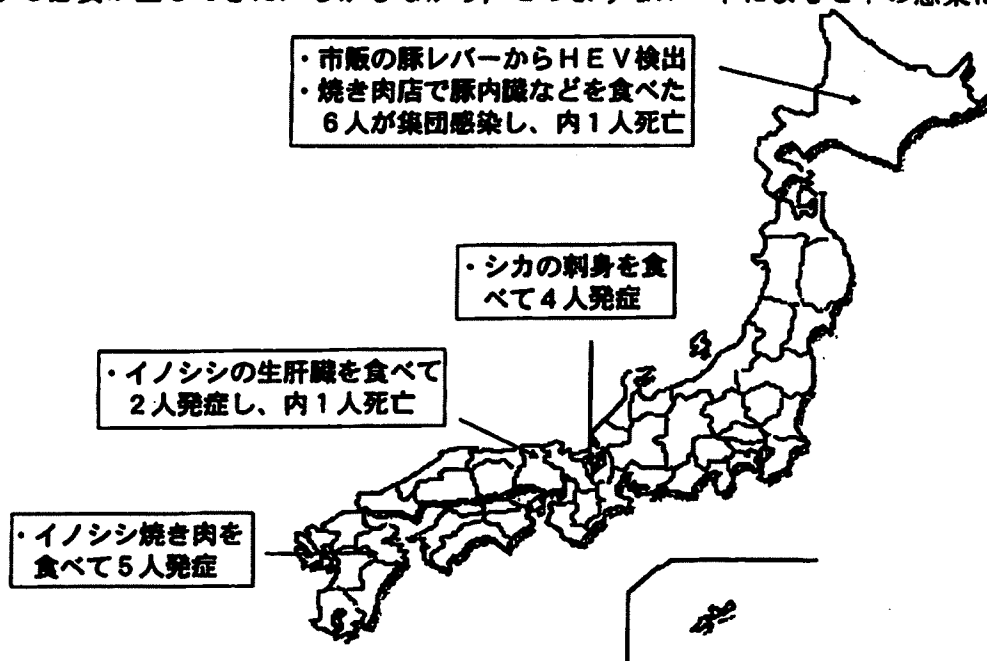 ・市販の豚レバーからＨＥＶ検出
・焼き肉店で豚内臓などを食べた
６人が集団感染し、内１人死亡
・シカの刺身を食
べて４人発症
・イノシシの生肝臓を食べて
２人発症し、内１人死亡
・イノシシ焼き肉を
食べて５人発症